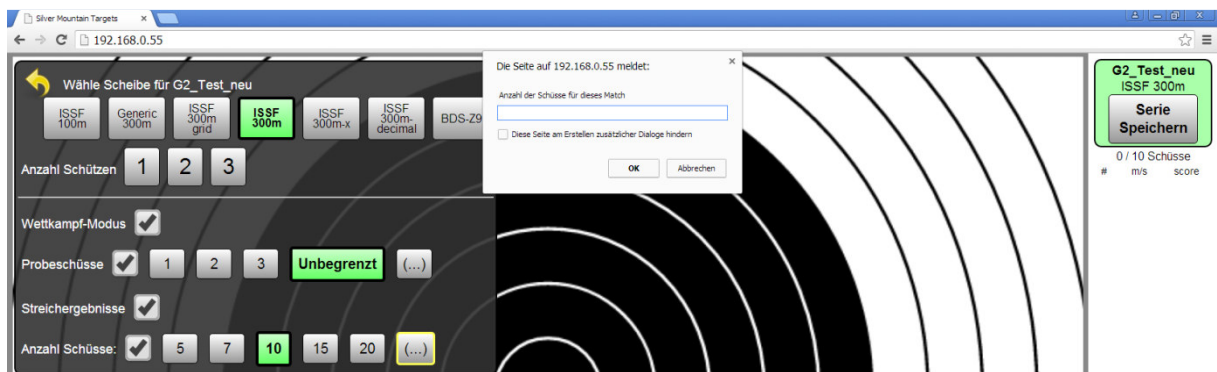 Silver Mountain Targets
192.168.0.55
Wähle Scheibe für G2_Test_neu
ISSF 100m
Generic 300m
ISSF 300m grid
ISSF 300m
ISSF 300m-x
ISSF 300m-decimal
BDS-Z9
Anzahl Schützen 1 2 3
Wettkampf-Modus
Probeschüsse 1 2 3 Unbegrenzt (...)
Streichergebnisse
Anzahl Schüsse: 5 7 10 15 20 (...)
Die Seite auf 192.168.0.55 meldet:
Anzahl der Schüsse für dieses Match
Diese Seite am Erstellen zusätzlicher Dialoge hindern
OK Abbrechen
G2_Test_neu
ISSF 300m
Serie
Speichern
0 / 10 Schüsse
# m/s score